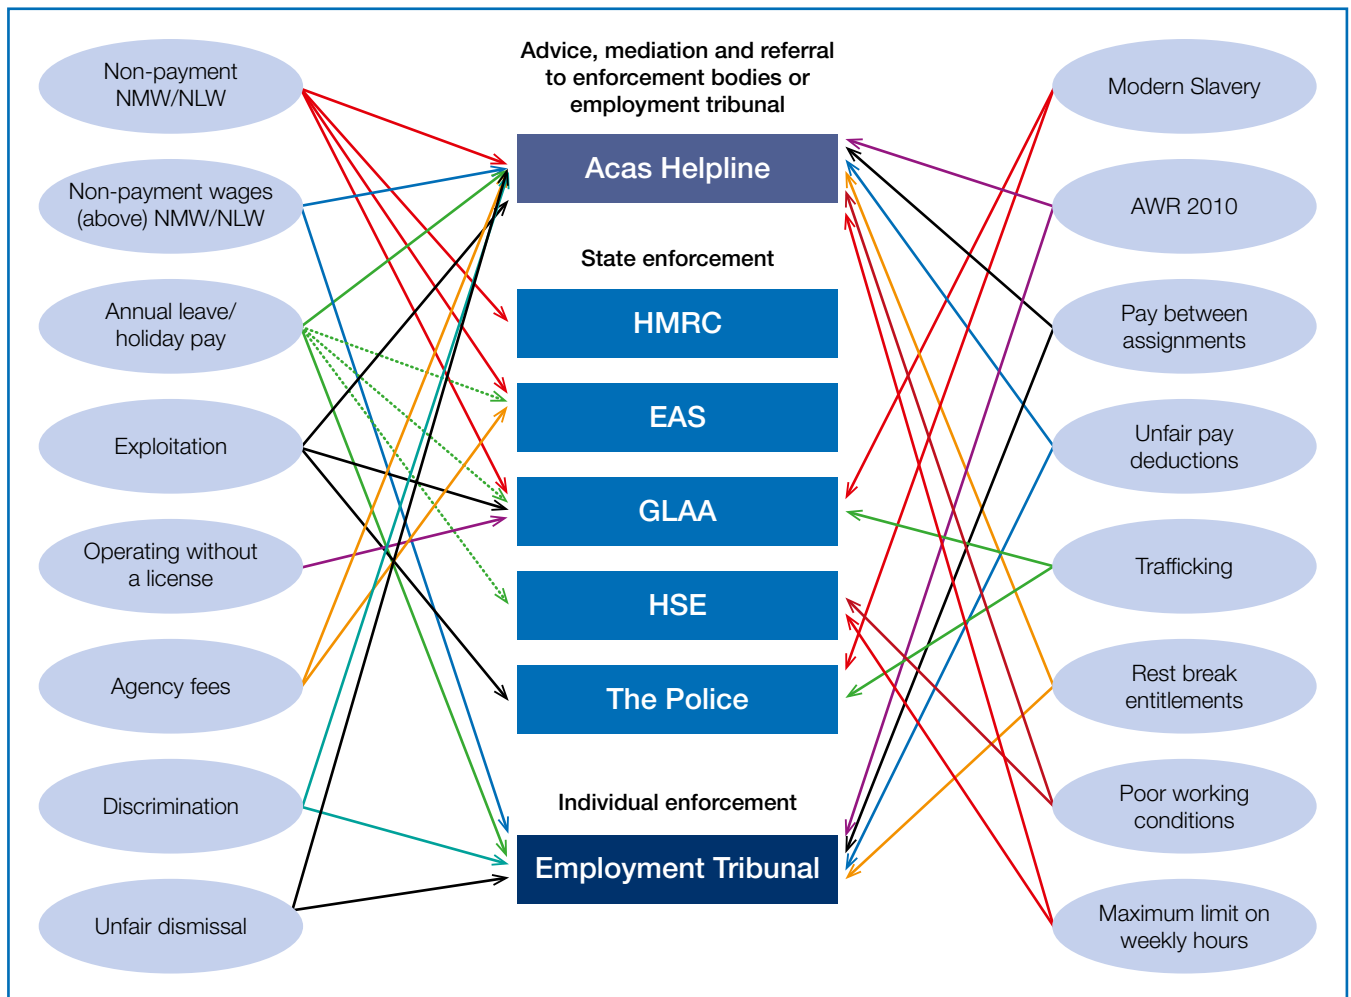 Non-payment
NMW/NLW
Non-payment wages
(above) NMW/NLW
Annual leave/
holiday pay
Exploitation
Operating without
a license
Agency fees
Discrimination
Unfair dismissal
Advice, mediation and referral
to enforcement bodies or
employment tribunal
Acas Helpline
State enforcement
HMRC
EAS
GLAA
HSE
The Police
Individual enforcement
Employment Tribunal
Modern Slavery
AWR 2010
Pay between
assignments
Unfair pay
deductions
Trafficking
Rest break
entitlements
Poor working
conditions
Maximum limit on
weekly hours